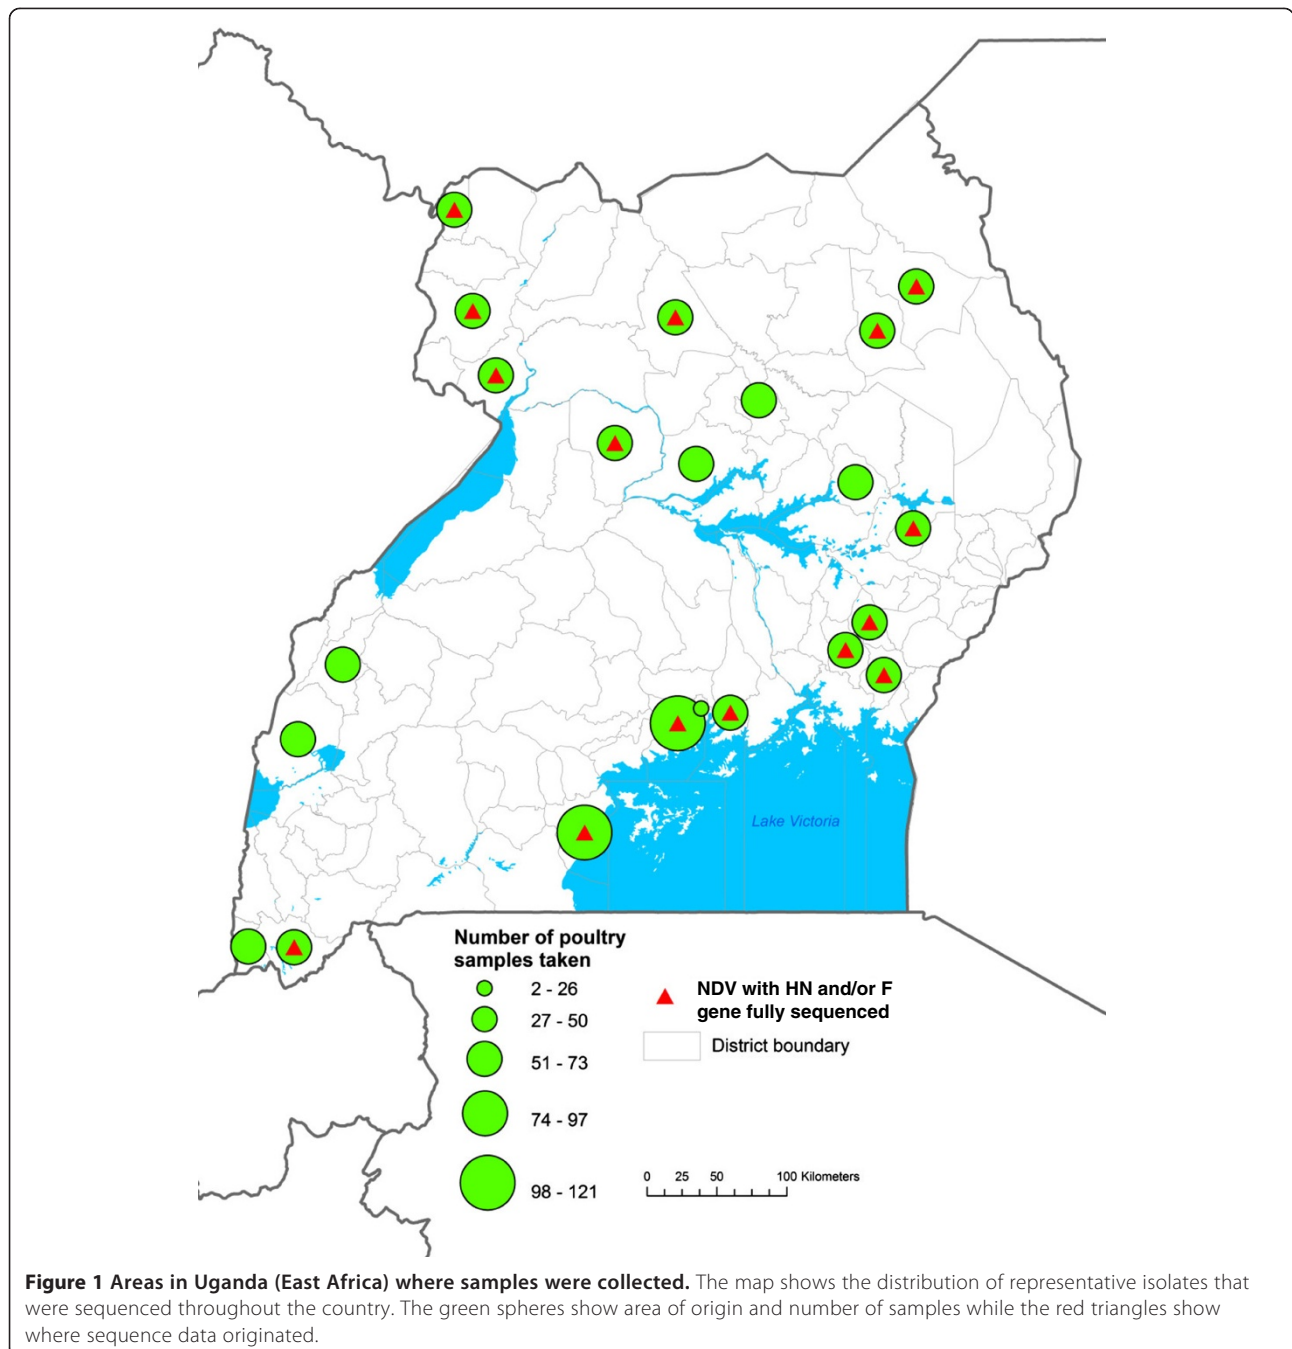 Lake Victoria
Number of poultry
samples taken
2 - 26
27 - 50
51 - 73
74 - 97
98 - 121
NDV with HN and/or F
gene fully sequenced
District boundary
0 25 50 100 Kilometers
Figure 1 Areas in Uganda (East Africa) where samples were collected. The map shows the distribution of representative isolates that
were sequenced throughout the country. The green spheres show area of origin and number of samples while the red triangles show
where sequence data originated.